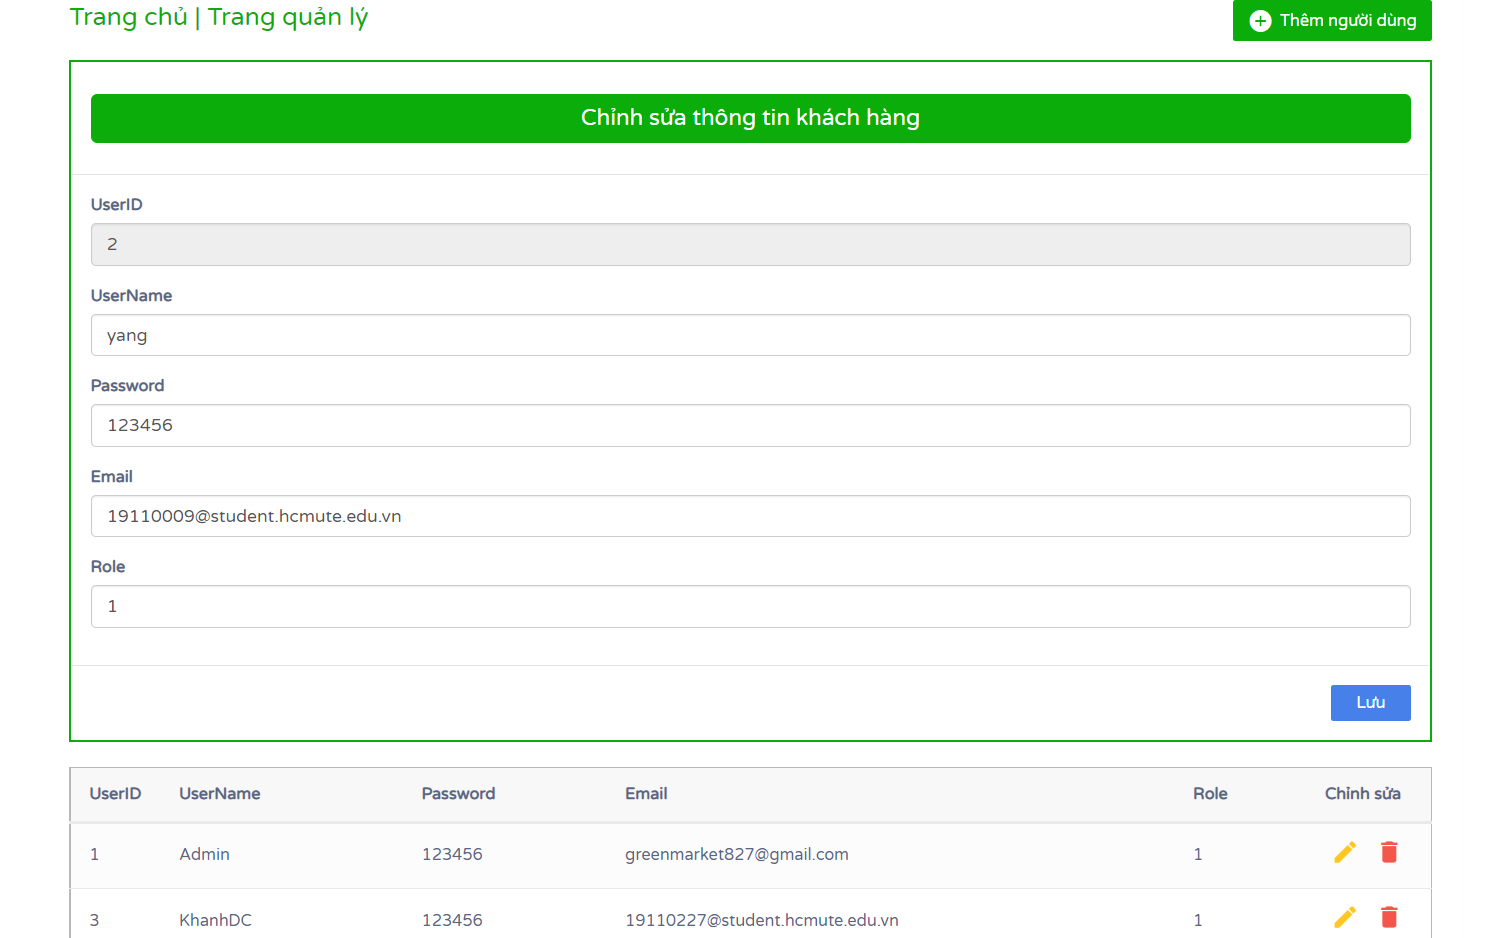 Trang chủ | Trang quản lý
Thêm người dùng
Chỉnh sửa thông tin khách hàng
UserID
2
UserName
yang
Password
123456
Email
19110009@student.hcmute.edu.vn
Role
1
Lưu
UserID UserName Password Email Role Chỉnh sửa
1 Admin 123456 greenmarket827@gmail.com 1
3 KhanhDC 123456 19110227@student.hcmute.edu.vn 1